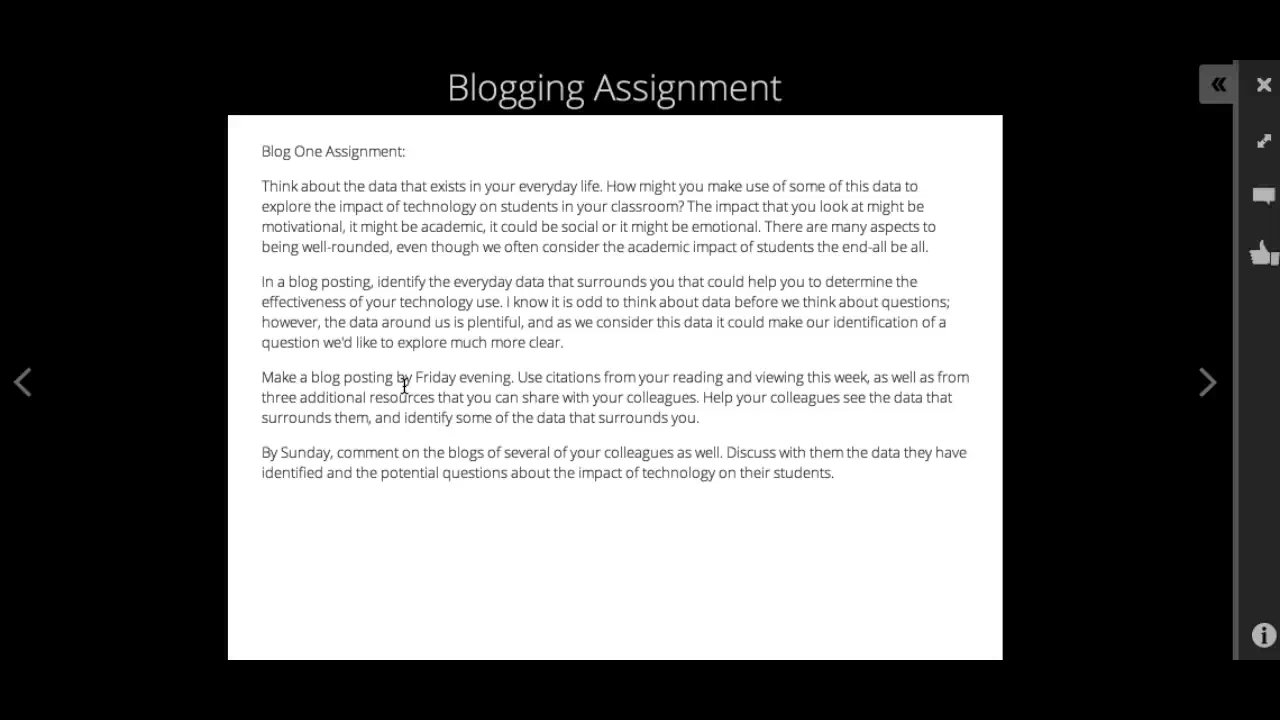 Blogging Assignment
Blog One Assignment:
Think about the data that exists in your everyday life. How might you make use of some of this data to
explore the impact of technology on students in your classroom? The impact that you look at might be
motivational, it might be academic, it could be social or it might be emotional. There are many aspects to
being well-rounded, even though we often consider the academic impact of students the end-all be all.
In a blog posting, identify the everyday data that surrounds you that could help you to determine the
effectiveness of your technology use. I know it is odd to think about data before we think about questions;
however, the data around us is plentiful, and as we consider this data it could make our identification of a
question we'd like to explore much more clear.
Make a blog posting by Friday evening. Use citations from your reading and viewing this week, as well as from
three additional resources that you can share with your colleagues. Help your colleagues see the data that
surrounds them, and identify some of the data that surrounds you.
By Sunday, comment on the blogs of several of your colleagues as well. Discuss with them the data they have
identified and the potential questions about the impact of technology on their students.